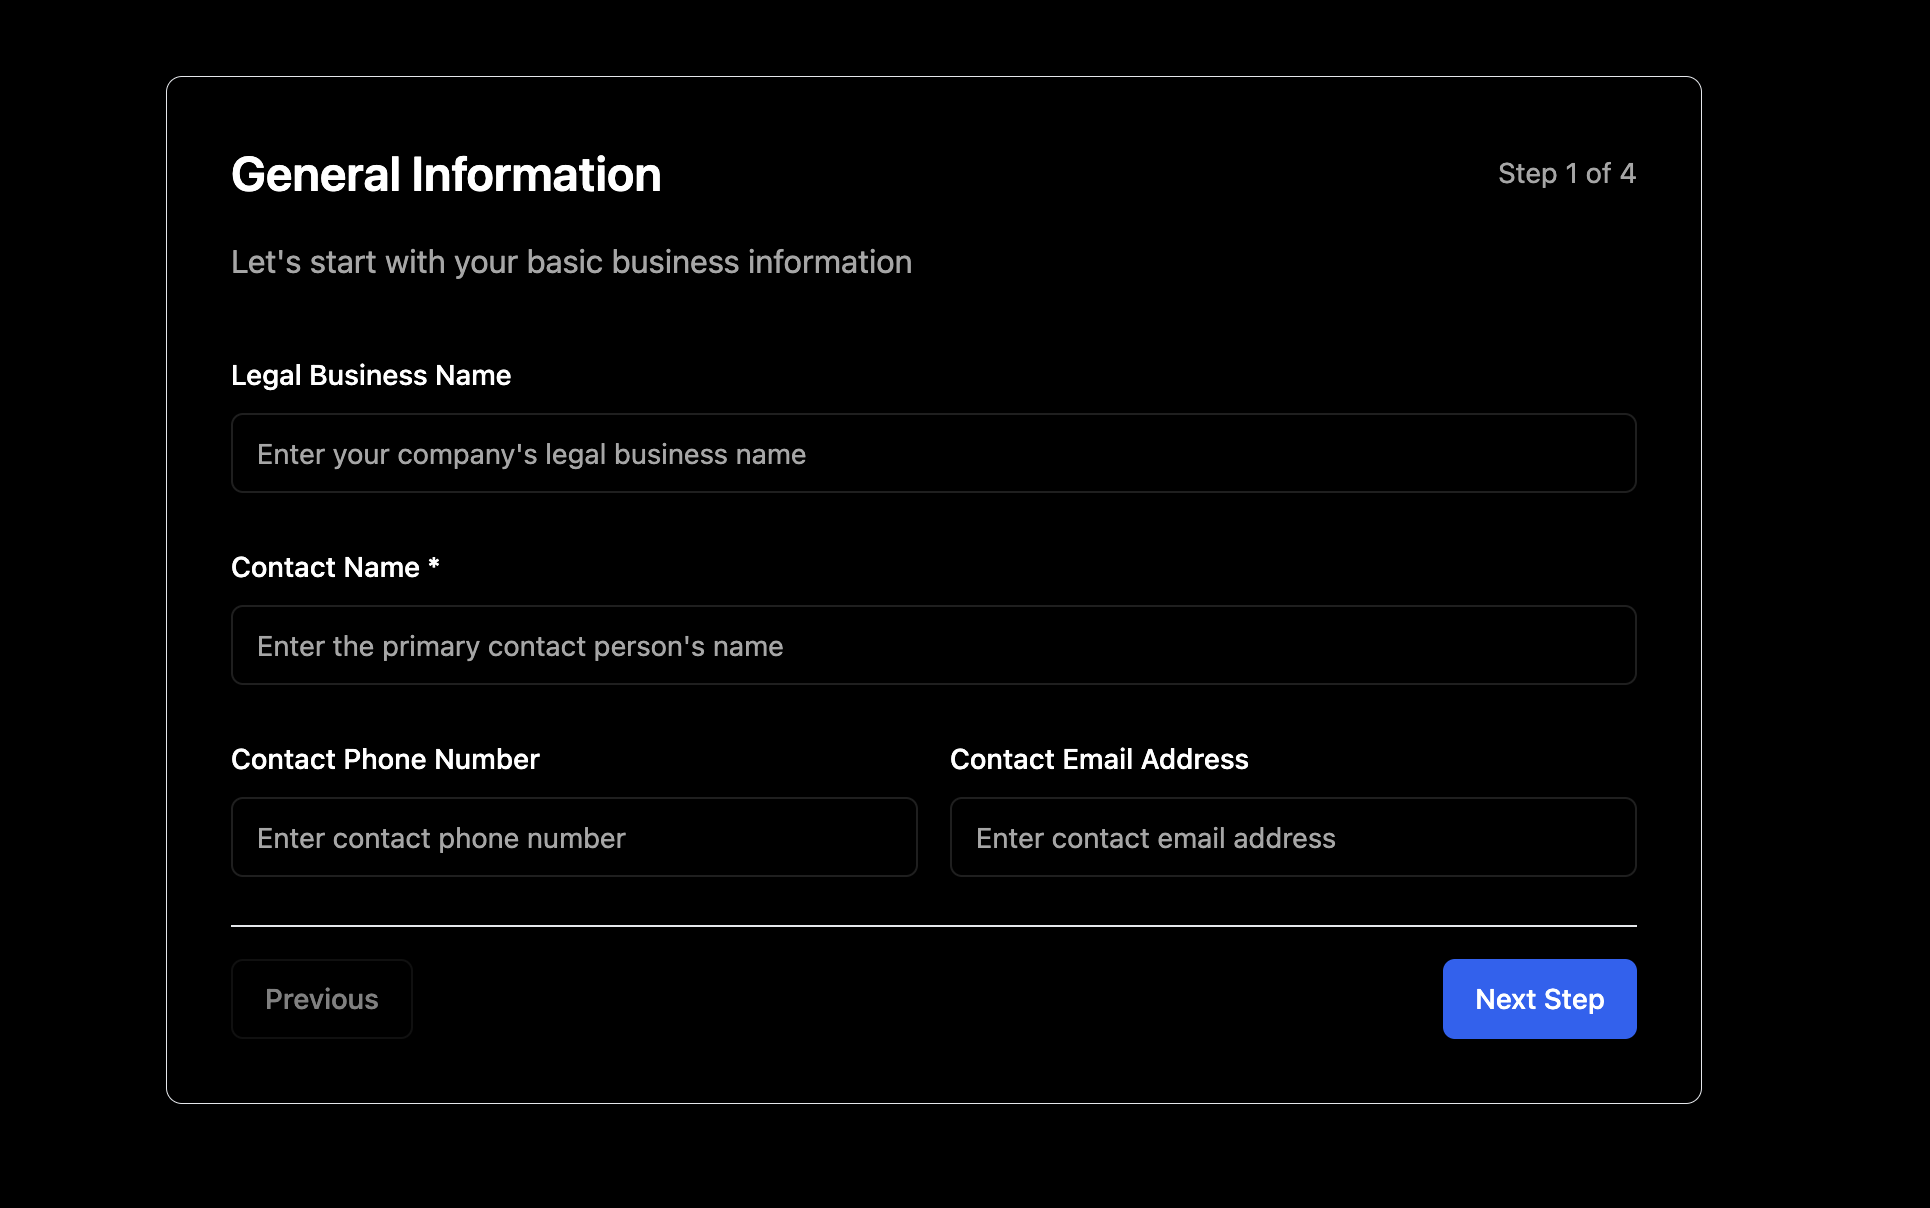 General Information
Step 1 of 4
Let's start with your basic business information
Legal Business Name
Enter your company's legal business name
Contact Name *
Enter the primary contact person's name
Contact Phone Number
Contact Email Address
Enter contact phone number
Enter contact email address
Previous
Next Step